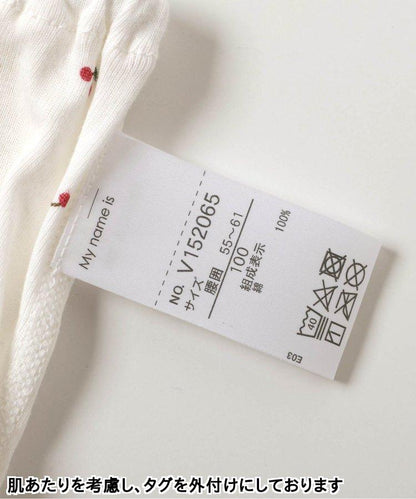 My name is
NO. V152065
サイズ
腰囲 55～61
100
組成表示
綿 100%
40
E03
肌あたりを考慮し、タグを外付けにしております